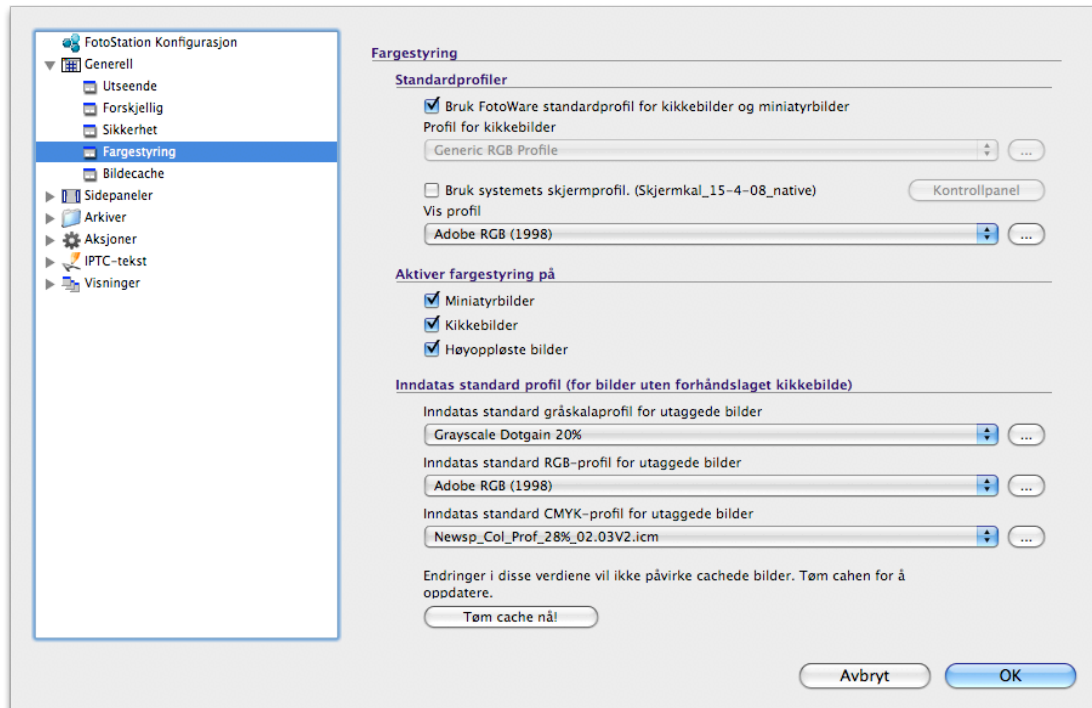 FotoStation Konfigurasjon
Generell
Utseende
Forskjellig
Sikkerhet
Fargestyring
Bildecache
Sidepaneler
Arkiver
Aksjoner
IPTC-tekst
Visninger
Fargestyring
Standardprofiler
Bruk FotoWare standardprofil for kikkebilder og miniatyrbilder
Profil for kikkebilder
Generic RGB Profile
...
Bruk systemets skjermprofil. (Skjermkal_15-4-08_native)
Kontrollpanel
Vis profil
Adobe RGB (1998)
...
Aktiver fargestyring på
Miniatyrbilder
Kikkebilder
Høyoppløste bilder
Inndatas standard profil (for bilder uten forhåndslaget kikkebilde)
Inndatas standard gråskalaprofil for utaggede bilder
Grayscale Dotgain 20%
...
Inndatas standard RGB-profil for utaggede bilder
Adobe RGB (1998)
...
Inndatas standard CMYK-profil for utaggede bilder
Newsp_Col_Prof_28%_02.03V2.icm
...
Endringer i disse verdiene vil ikke påvirke cachede bilder. Tøm cahen for å
oppdatere.
Tøm cache nå!
Avbryt
OK